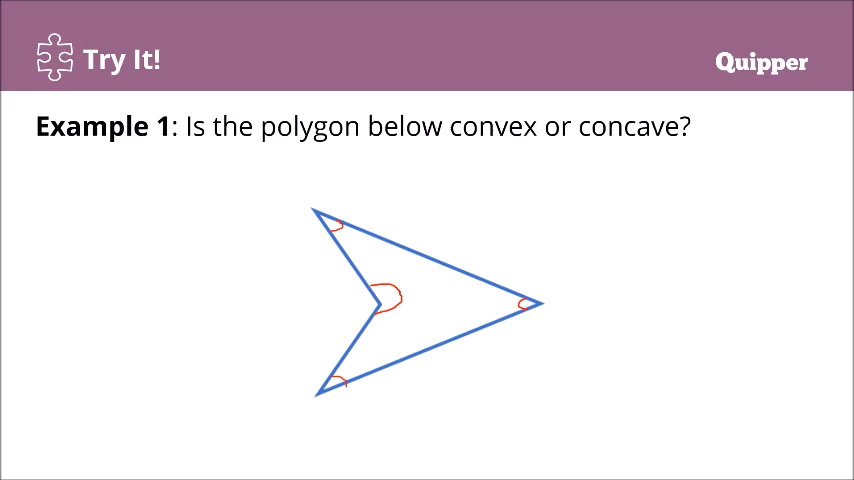 Try It!
Quipper
Example 1: Is the polygon below convex or concave?